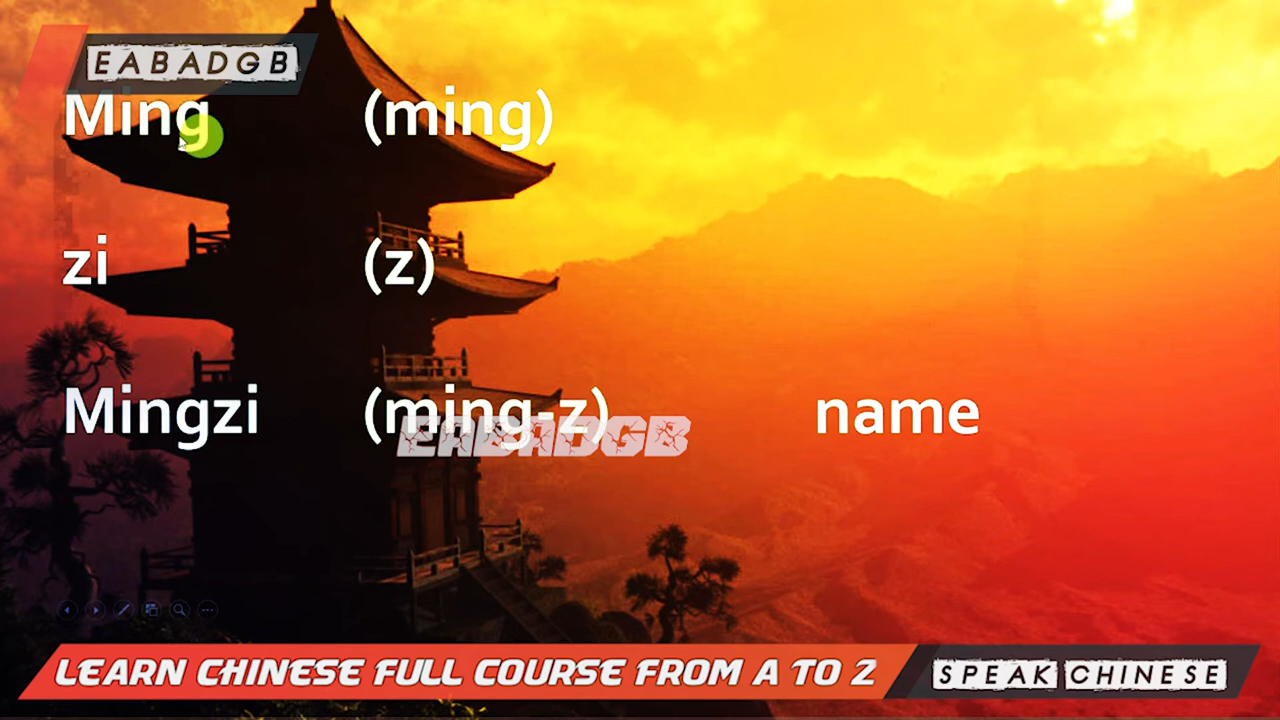 EABADGB
Ming (ming)
zi (z)
Mingzi (ming-z) name
EABADGB
LEARN CHINESE FULL COURSE FROM A TO Z
SPEAK CHINESE